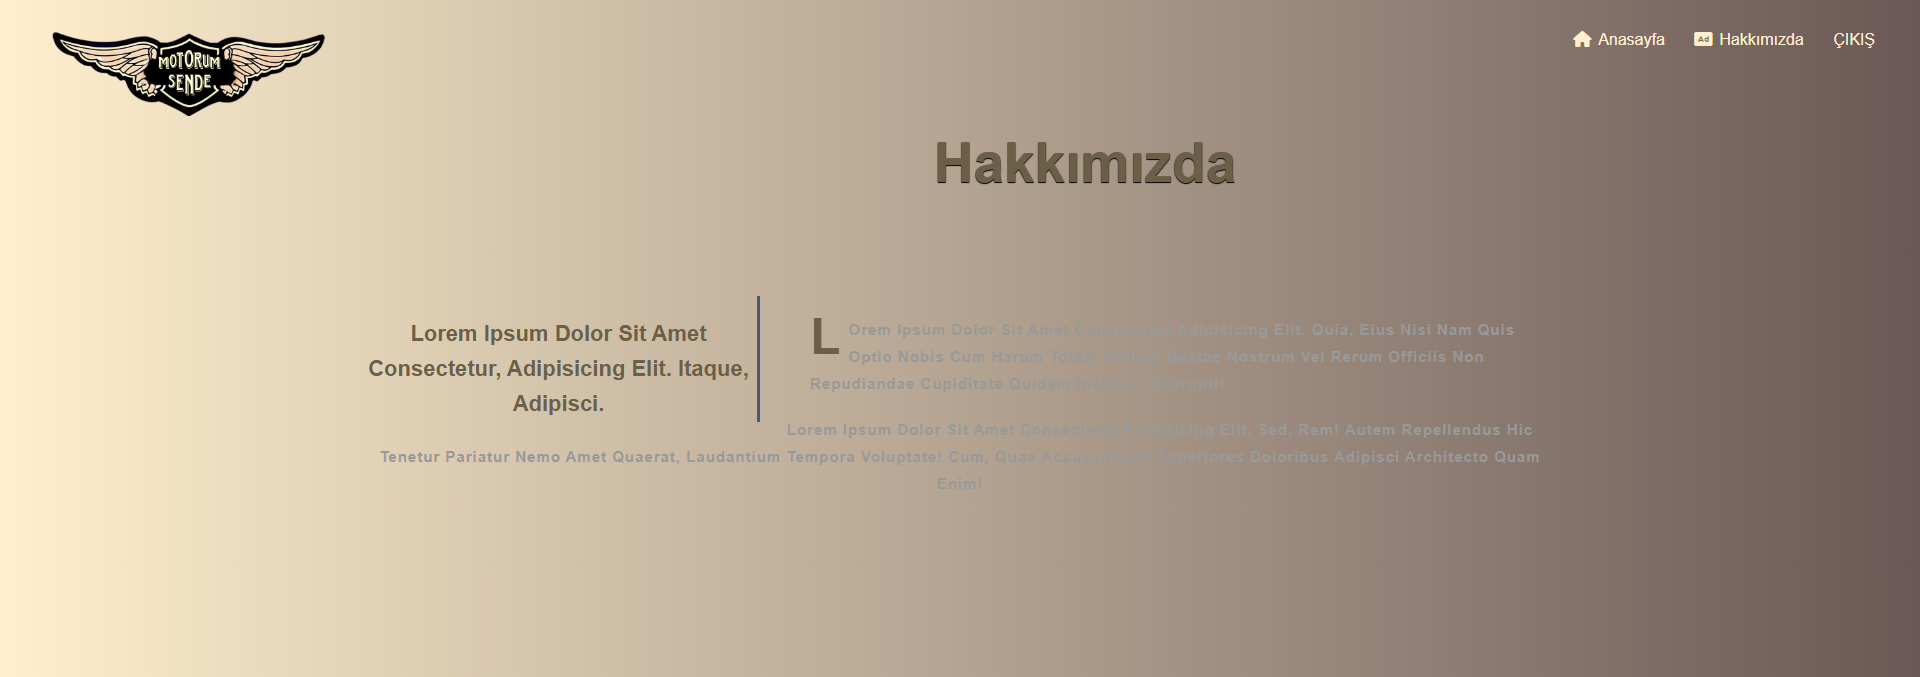 MOTORUM
SENDE
Anasayfa
Ad
Hakkımızda
ÇIKIŞ
Hakkımızda
Lorem Ipsum Dolor Sit Amet
Consectetur, Adipisicing Elit. Itaque,
Adipisci.
L Orem Ipsum Dolor Sit Amet Consectetur Adipisicing Elit. Quia, Eius Nisi Nam Quis
Optio Nobis Cum Harum Totam Beatae Nostrum Vel Rerum Officiis Non
Repudiandae Cupiditate Quidem Corrupti!
Lorem Ipsum Dolor Sit Amet Consectetur Adipisicing Elit. Sed, Rem! Autem Repellendus Hic
Tenetur Pariatur Nemo Amet Quaerat, Laudantium Tempora Voluptate! Cum, Quae Accusantium Asperiores Doloribus Adipisci Architecto Quam
Enim!